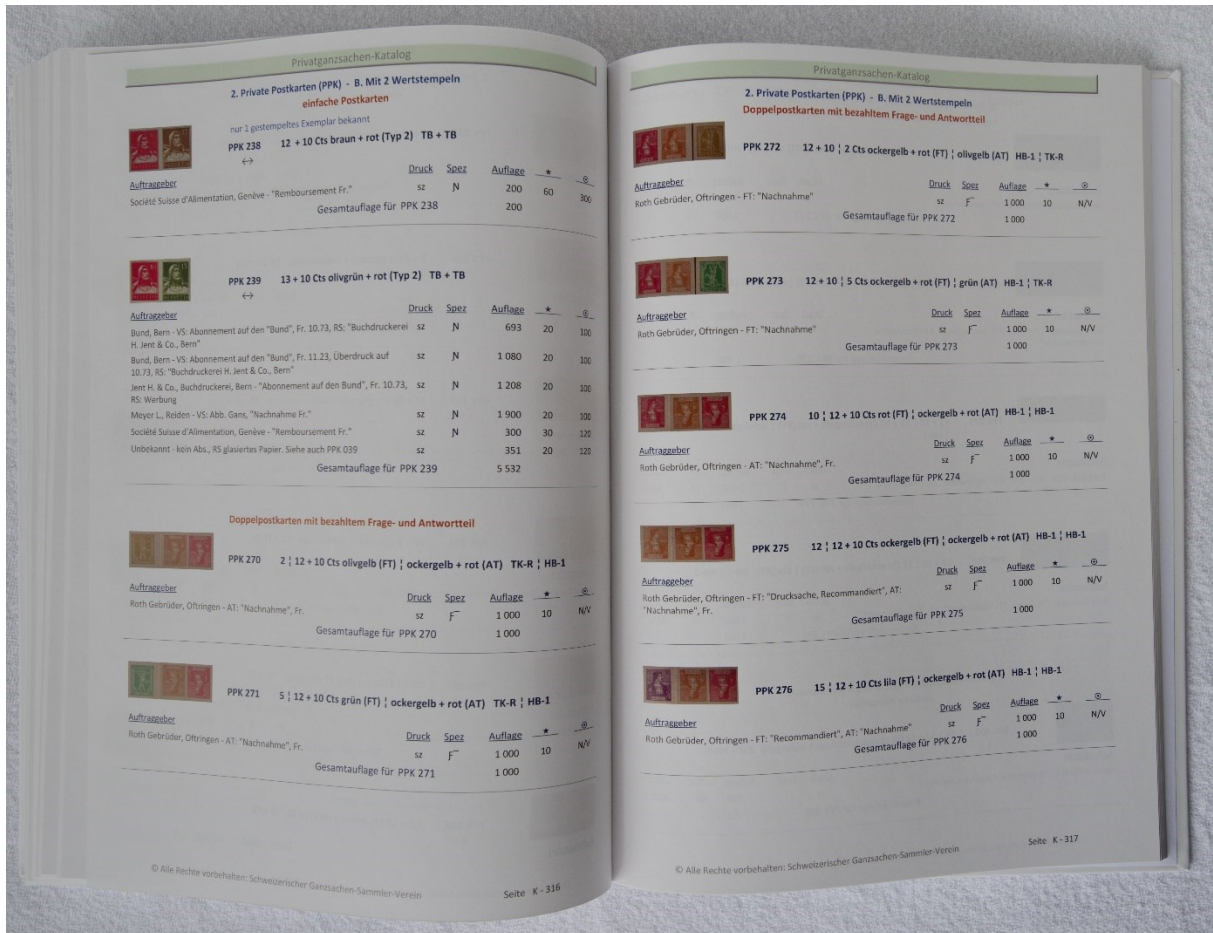 Privatganzsachen-Katalog
2. Private Postkarten (PPK) - B. Mit 2 Wertstempeln
einfache Postkarten
nur 1 gestempeltes Exemplar bekannt
PPK 238 12 + 10 Cts braun + rot (Typ 2) TB + TB
↔
Auftraggeber Druck Spez Auflage ★ ⊙
Société Suisse d'Alimentation, Genève - "Remboursement Fr." sz N 200 60 300
Gesamtauflage für PPK 238 200
PPK 239 13 + 10 Cts olivgrün + rot (Typ 2) TB + TB
↔
Auftraggeber Druck Spez Auflage ★ ⊙
Bund, Bern - VS: Abonnement auf den "Bund", Fr. 10.73, RS: "Buchdruckerei sz N 693 20 100
H. Jent & Co., Bern"
Bund, Bern - VS: Abonnement auf den "Bund", Fr. 11.23, Überdruck auf sz N 1 080 20 100
10.73, RS: "Buchdruckerei H. Jent & Co., Bern"
Jent H. & Co., Buchdruckerei, Bern - "Abonnement auf den Bund", Fr. 10.73, sz N 1 208 20 100
RS: Werbung
Meyer L., Reiden - VS: Abb. Gans, "Nachnahme Fr." sz N 1 900 20 100
Société Suisse d'Alimentation, Genève - "Remboursement Fr." sz N 300 30 120
Unbekannt - kein Abs., RS glasiertes Papier. Siehe auch PPK 039 sz 351 20 120
Gesamtauflage für PPK 239 5 532
Doppelpostkarten mit bezahltem Frage- und Antwortteil
PPK 270 2 ¦ 12 + 10 Cts olivgelb (FT) ¦ ockergelb + rot (AT) TK-R ¦ HB-1
Auftraggeber Druck Spez Auflage ★ ⊙
Roth Gebrüder, Oftringen - AT: "Nachnahme", Fr. sz F 1 000 10 N/V
Gesamtauflage für PPK 270 1 000
PPK 271 5 ¦ 12 + 10 Cts grün (FT) ¦ ockergelb + rot (AT) TK-R ¦ HB-1
Auftraggeber Druck Spez Auflage ★ ⊙
Roth Gebrüder, Oftringen - AT: "Nachnahme", Fr. sz F 1 000 10 N/V
Gesamtauflage für PPK 271 1 000
© Alle Rechte vorbehalten: Schweizerischer Ganzsachen-Sammler-Verein Seite K - 316
Privatganzsachen-Katalog
2. Private Postkarten (PPK) - B. Mit 2 Wertstempeln
Doppelpostkarten mit bezahltem Frage- und Antwortteil
PPK 272 12 + 10 ¦ 2 Cts ockergelb + rot (FT) ¦ olivgelb (AT) HB-1 ¦ TK-R
Auftraggeber Druck Spez Auflage ★ ⊙
Roth Gebrüder, Oftringen - FT: "Nachnahme" sz F 1 000 10 N/V
Gesamtauflage für PPK 272 1 000
PPK 273 12 + 10 ¦ 5 Cts ockergelb + rot (FT) ¦ grün (AT) HB-1 ¦ TK-R
Auftraggeber Druck Spez Auflage ★ ⊙
Roth Gebrüder, Oftringen - FT: "Nachnahme" sz F 1 000 10 N/V
Gesamtauflage für PPK 273 1 000
PPK 274 10 ¦ 12 + 10 Cts rot (FT) ¦ ockergelb + rot (AT) HB-1 ¦ HB-1
Auftraggeber Druck Spez Auflage ★ ⊙
Roth Gebrüder, Oftringen - AT: "Nachnahme", Fr. sz F 1 000 10 N/V
Gesamtauflage für PPK 274 1 000
PPK 275 12 ¦ 12 + 10 Cts ockergelb (FT) ¦ ockergelb + rot (AT) HB-1 ¦ HB-1
Auftraggeber Druck Spez Auflage ★ ⊙
Roth Gebrüder, Oftringen - FT: "Drucksache, Recommandiert", AT: sz F 1 000 10 N/V
"Nachnahme", Fr.
Gesamtauflage für PPK 275 1 000
PPK 276 15 ¦ 12 + 10 Cts lila (FT) ¦ ockergelb + rot (AT) HB-1 ¦ HB-1
Auftraggeber Druck Spez Auflage ★ ⊙
Roth Gebrüder, Oftringen - FT: "Recommandiert", AT: "Nachnahme" sz F 1 000 10 N/V
Gesamtauflage für PPK 276 1 000
© Alle Rechte vorbehalten: Schweizerischer Ganzsachen-Sammler-Verein Seite K - 317